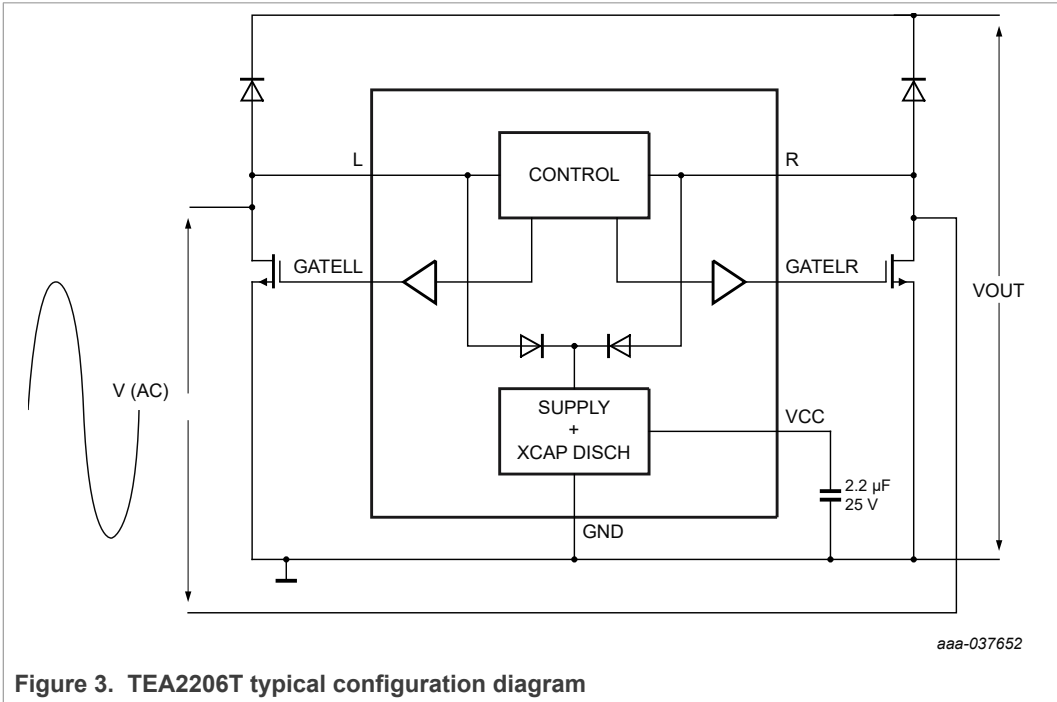 L
CONTROL
R
GATELL
GATELR
VOUT
V (AC)
SUPPLY
+
XCAP DISCH
VCC
2.2 µF
25 V
GND
aaa-037652
Figure 3. TEA2206T typical configuration diagram